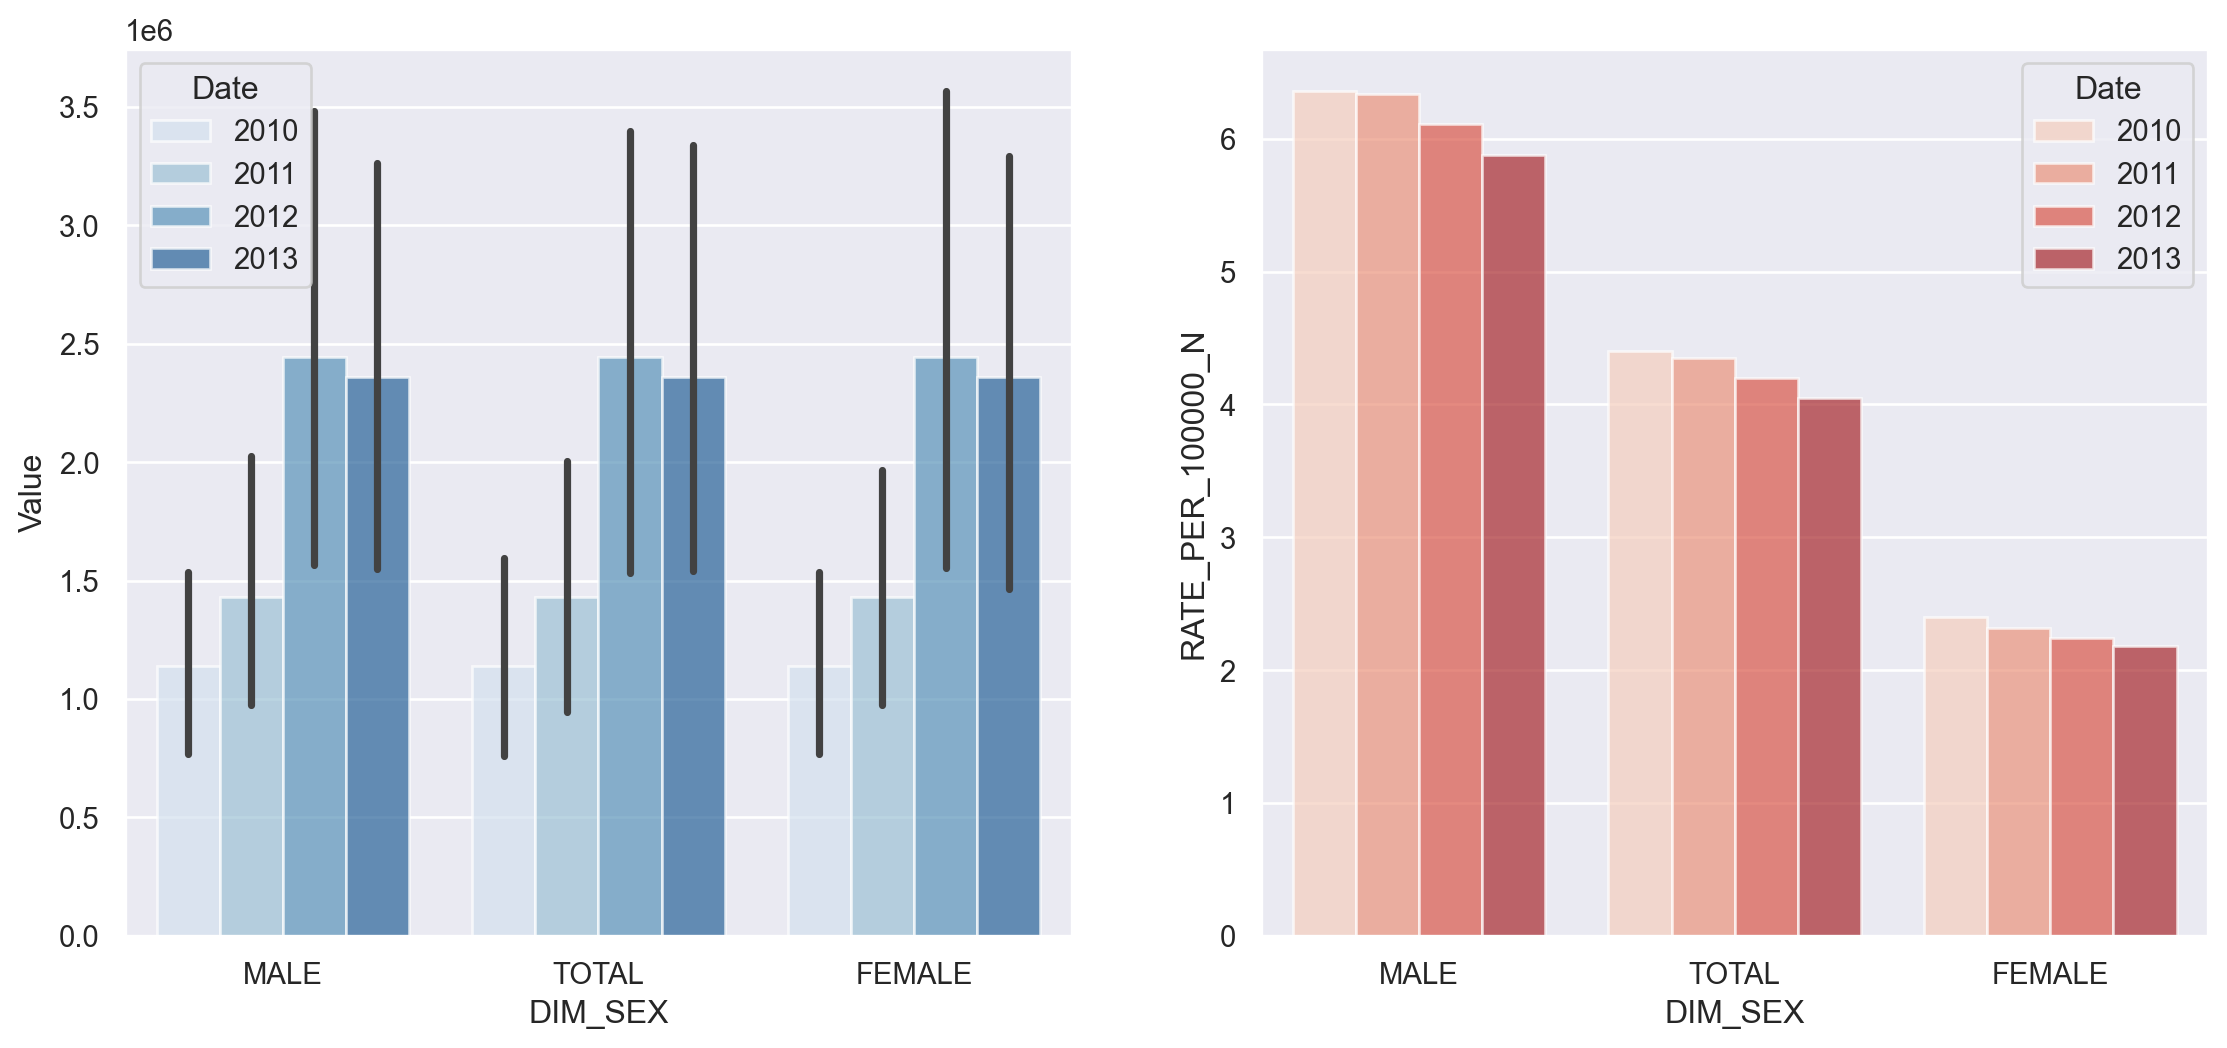 1e6
Date
2010
2011
2012
2013
3.5
3.0
2.5
2.0
1.5
1.0
0.5
0.0
Value
MALE TOTAL FEMALE
DIM_SEX
Date
2010
2011
2012
2013
6
5
4
3
2
1
0
RATE_PER_100000_N
MALE TOTAL FEMALE
DIM_SEX